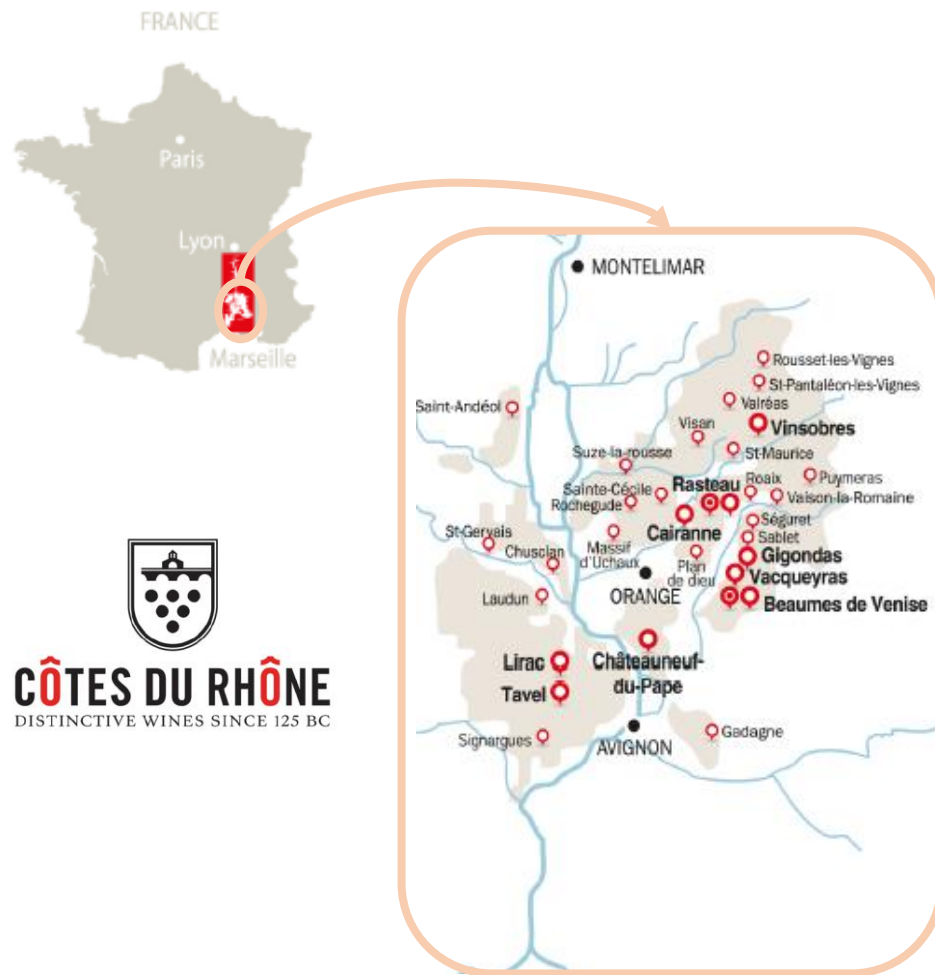 FRANCE
Paris
Lyon
Marseille
CÔTES DU RHÔNE
DISTINCTIVE WINES SINCE 125 BC
MONTELIMAR
Rousset-les-Vignes
St-Pantaléon-les-Vignes
Valréas
Saint-Andéol
Visan
Vinsobres
St-Maurice
Suze-la-rousse
Puymeras
Rasteau
Roaix
Sainte-Cécile
Vaison-la-Romaine
Rochegude
Cairanne
Séguret
Sablet
St-Gervais
Chusclan
Massif
d'Uchaux
Plan
de dieu
Gigondas
Vacqueyras
Laudun
ORANGE
Beaumes de Venise
Lirac
Châteauneuf-
du-Pape
Tavel
Signargues
AVIGNON
Gadagne